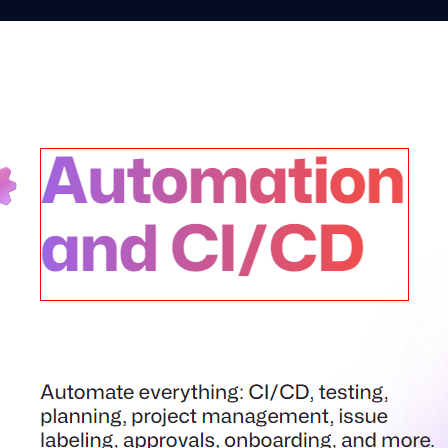 Automation
and CI/CD
Automate everything: CI/CD, testing,
planning, project management, issue
labeling, approvals, onboarding, and more.